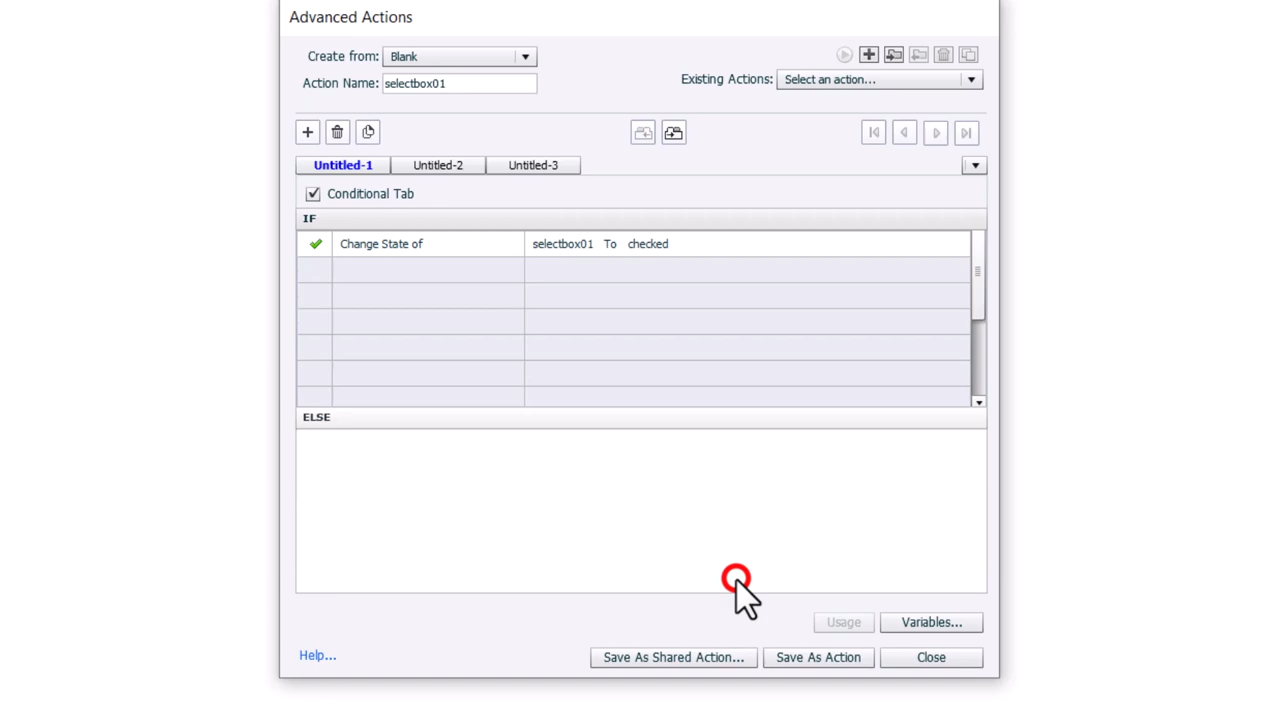 Advanced Actions
Create from: Blank
Action Name: selectbox01
Existing Actions: Select an action...
Untitled-1 Untitled-2 Untitled-3
Conditional Tab
IF
Change State of selectbox01 To checked
ELSE
Usage Variables...
Help... Save As Shared Action... Save As Action Close